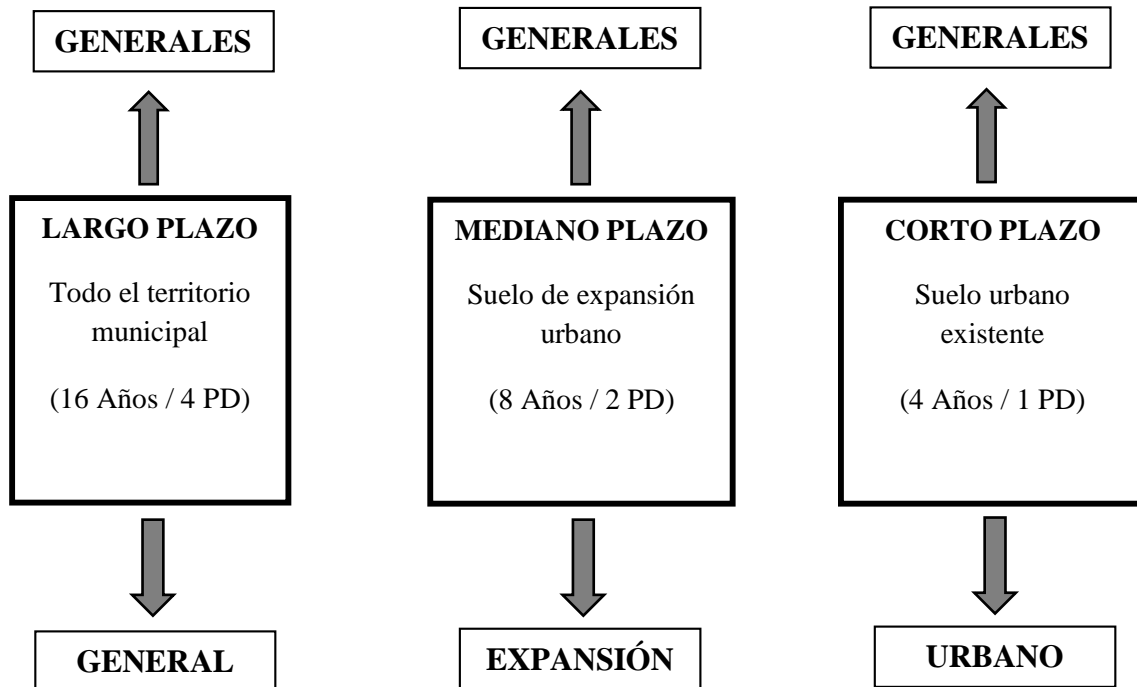 GENERALES
GENERALES
GENERALES
LARGO PLAZO
Todo el territorio
municipal
(16 Años / 4 PD)
MEDIANO PLAZO
Suelo de expansión
urbano
(8 Años / 2 PD)
CORTO PLAZO
Suelo urbano
existente
(4 Años / 1 PD)
GENERAL
EXPANSIÓN
URBANO